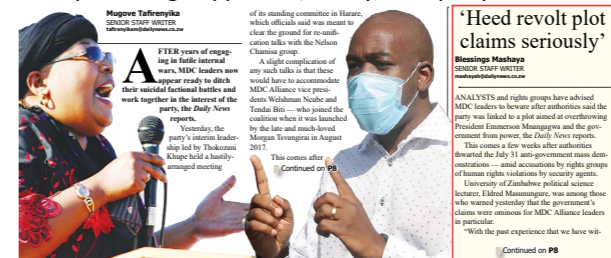 Mugove Tafirenyika
SENIOR STAFF WRITER
tafirenyikam@dailynews.co.zw
AFTER years of engag-
ing in futile internal
wars, MDC leaders now
appear ready to ditch
their suicidal factional battles and
work together in the interest of the
party, the Daily News
reports.
Yesterday, the
party's interim leader-
ship led by Thokozani
Khupe held a hastily-
arranged meeting
of its standing committee in Harare,
which officials said was meant to
clear the ground for re-unifi-
cation talks with the Nelson
Chamisa group.
A slight complication of
any such talks is that these
would have to accommodate
MDC Alliance vice presi-
dents Welshman Ncube and
Tendai Biti — who joined the
coalition when it was launched
by the late and much-loved
Morgan Tsvangirai in August
2017.
This comes after
Continued on P8
'Heed revolt plot
claims seriously'
Blessings Mashaya
SENIOR STAFF WRITER
mashayab@dailynews.co.zw
ANALYSTS and rights groups have advised
MDC leaders to beware after authorities said the
party was linked to a plot aimed at overthrowing
President Emmerson Mnangagwa and the gov-
ernment from power, the Daily News reports.
This comes a few weeks after authorities
thwarted the July 31 anti-government mass dem-
onstrations — amid accusations by rights groups
of human rights violations by security agents.
University of Zimbabwe political science
lecturer, Eldred Masunungure, was among those
who warned yesterday that the government's
claims were ominous for MDC Alliance leaders
in particular.
"With the past experience that we have wit-
Continued on P8